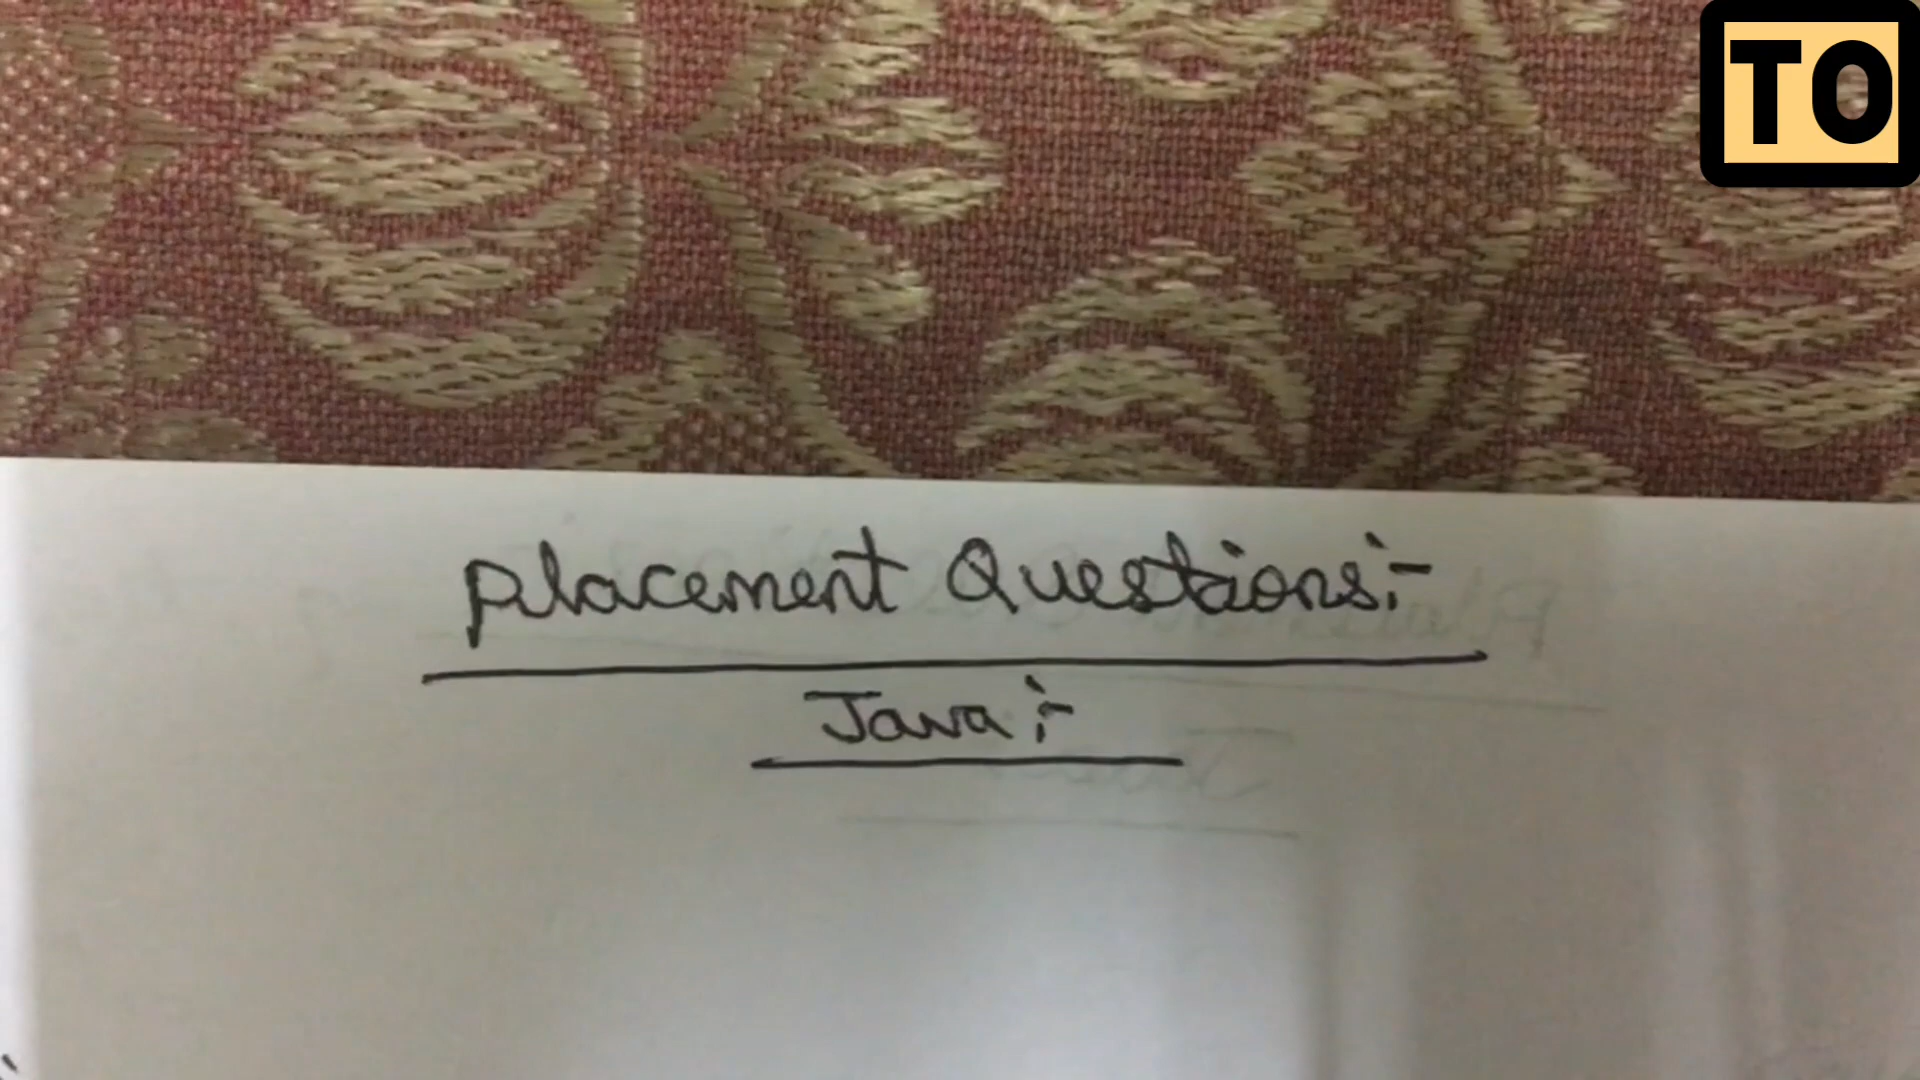 TO
Placement Questions:-
Java:-